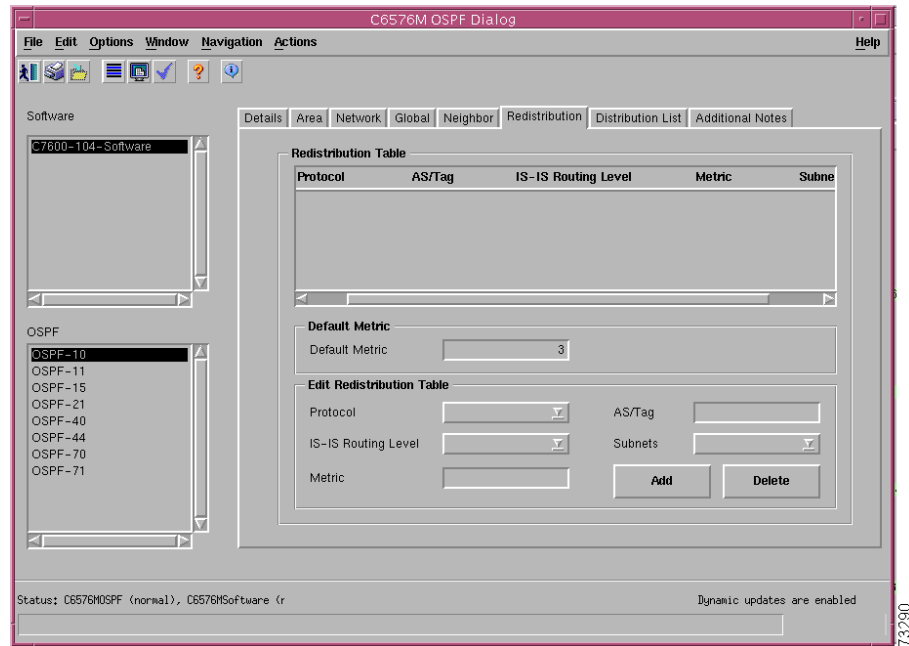 C6576M OSPF Dialog
File Edit Options Window Navigation Actions Help
Software
C7600-104-Software
OSPF
OSPF-10
OSPF-11
OSPF-15
OSPF-21
OSPF-40
OSPF-44
OSPF-70
OSPF-71
Details Area Network Global Neighbor Redistribution Distribution List Additional Notes
Redistribution Table
Protocol AS/Tag IS-IS Routing Level Metric Subne
Default Metric
Default Metric 3
Edit Redistribution Table
Protocol AS/Tag
IS-IS Routing Level Subnets
Metric Add Delete
Status: C6576MOSPF (normal), C6576MSoftware (r Dynamic updates are enabled
73290